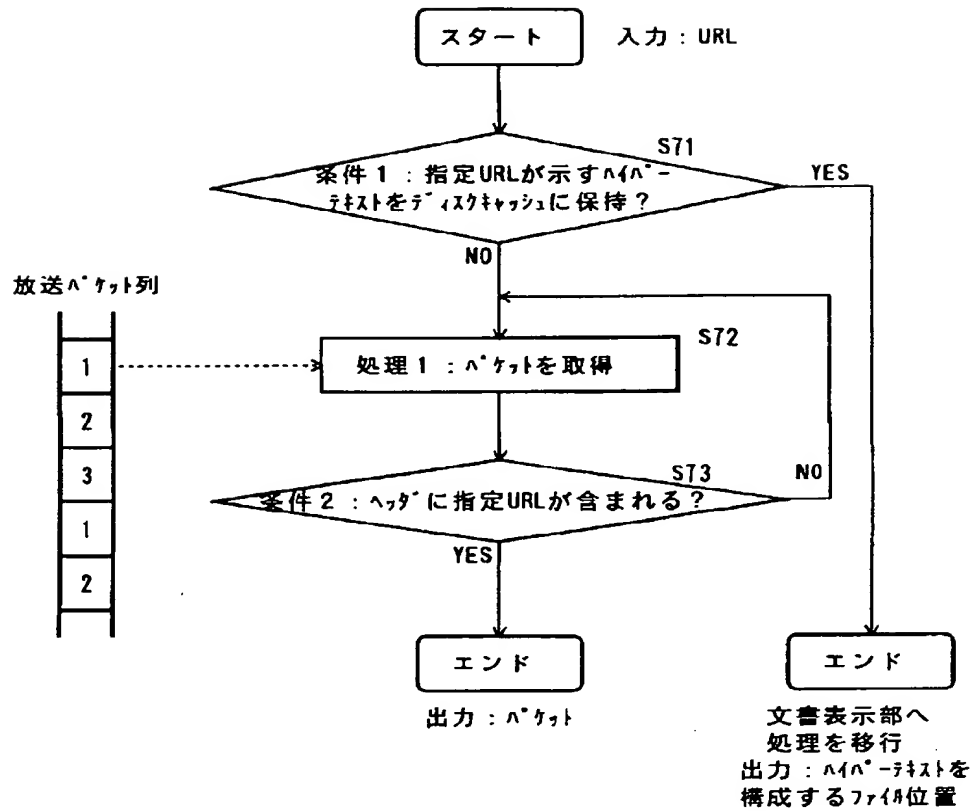 スタート
入力：URL
S71
条件1：指定URLが示すﾊｲﾊﾟｰ
ﾃｷｽﾄをﾃﾞｨｽｸｷｬｯｼｭに保持？
YES
NO
放送ﾊﾟｹｯﾄ列
S72
1
処理1：ﾊﾟｹｯﾄを取得
2
3
S73
NO
条件2：ﾍｯﾀﾞに指定URLが含まれる？
1
YES
2
エンド
エンド
出力：ﾊﾟｹｯﾄ
文書表示部へ
処理を移行
出力：ﾊｲﾊﾟｰﾃｷｽﾄを
構成するﾌｧｲﾙ位置